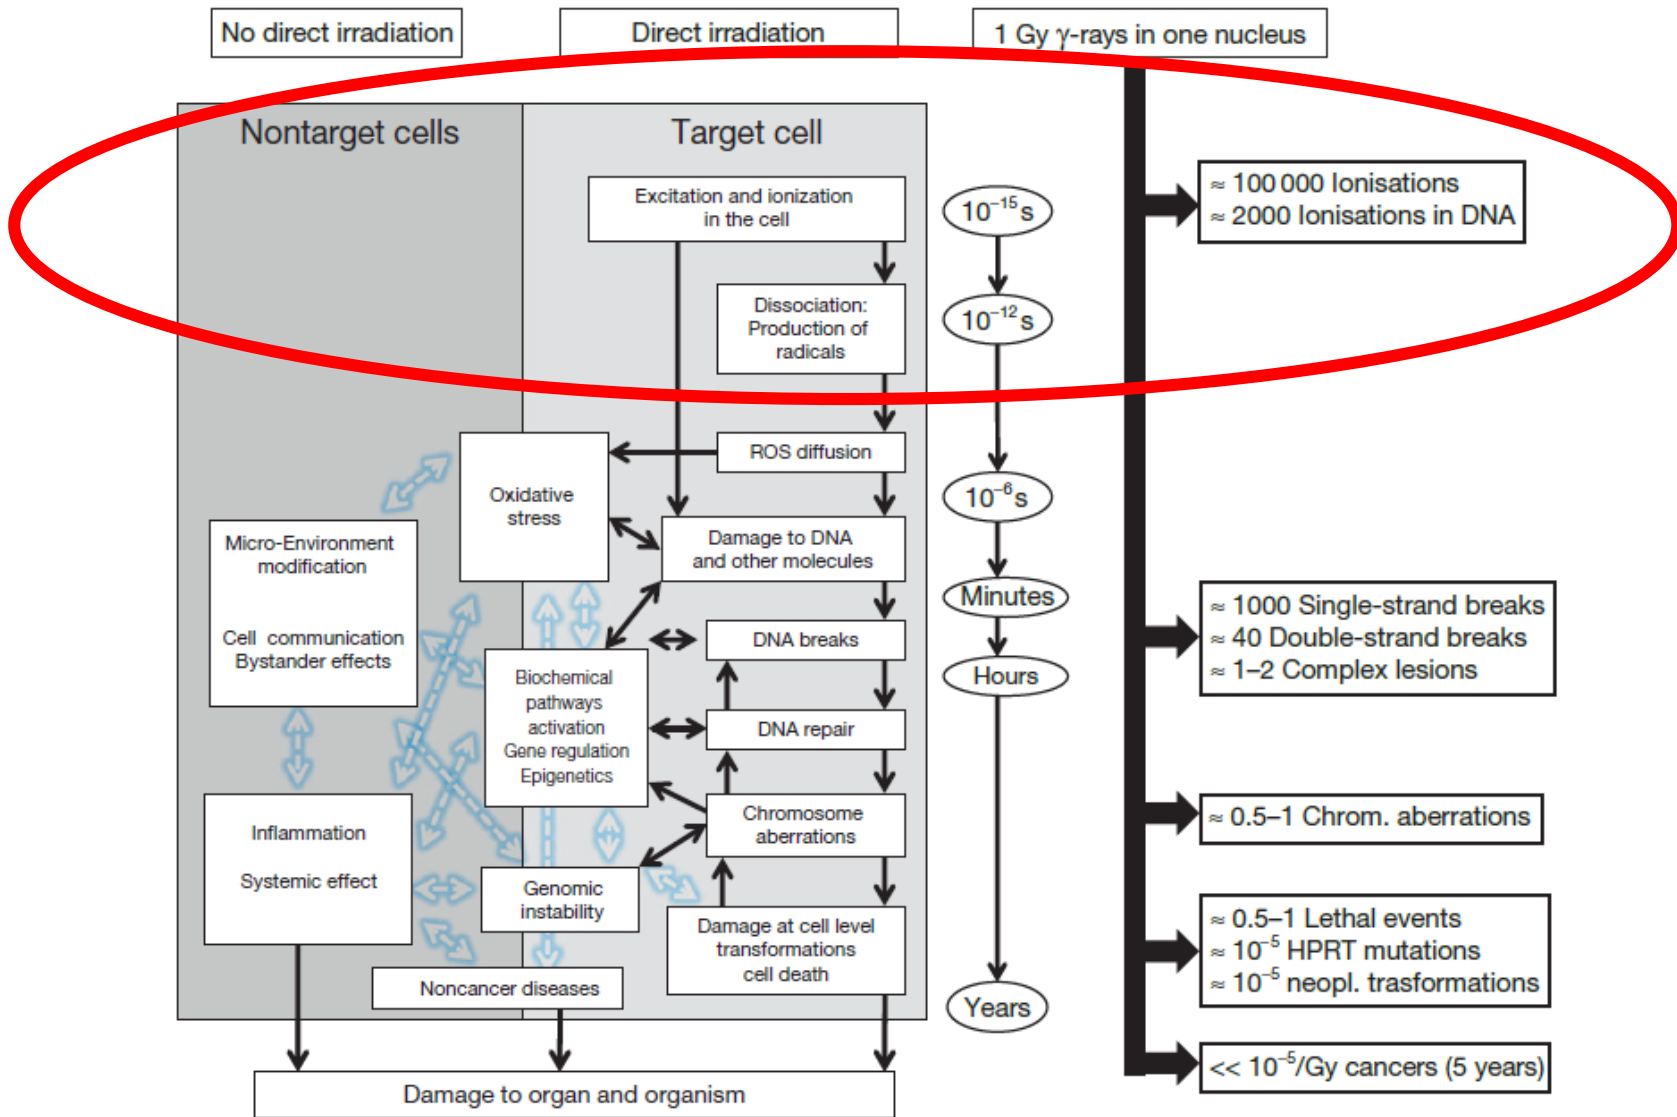 No direct irradiation
Direct irradiation
1 Gy γ-rays in one nucleus
Nontarget cells
Target cell
Excitation and ionization
in the cell
10⁻¹⁵ s
≈ 100 000 Ionisations
≈ 2000 Ionisations in DNA
Dissociation:
Production of
radicals
10⁻¹² s
ROS diffusion
Oxidative
stress
10⁻⁶ s
Micro-Environment
modification
Cell communication
Bystander effects
Damage to DNA
and other molecules
Minutes
≈ 1000 Single-strand breaks
≈ 40 Double-strand breaks
≈ 1–2 Complex lesions
DNA breaks
Hours
Biochemical
pathways
activation
Gene regulation
Epigenetics
DNA repair
Chromosome
aberrations
≈ 0.5–1 Chrom. aberrations
Inflammation
Systemic effect
Genomic
instability
Damage at cell level
transformations
cell death
≈ 0.5–1 Lethal events
≈ 10⁻⁵ HPRT mutations
≈ 10⁻⁵ neopl. trasformations
Noncancer diseases
Years
<< 10⁻⁵/Gy cancers (5 years)
Damage to organ and organism